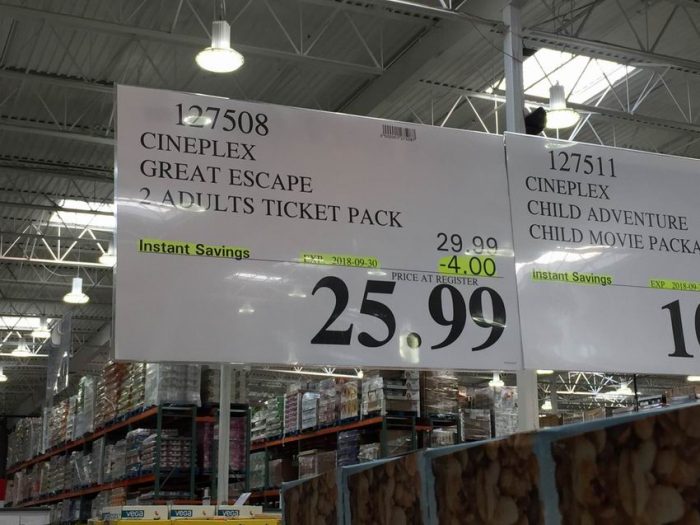 127508
CINEPLEX
GREAT ESCAPE
2 ADULTS TICKET PACK
29.99
Instant Savings
EXP 2018-09-30
-4.00
PRICE AT REGISTER
25.99
127511
CINEPLEX
CHILD ADVENTURE
CHILD MOVIE PACKA
Instant Savings
EXP 2018-09
vega
vega
vega